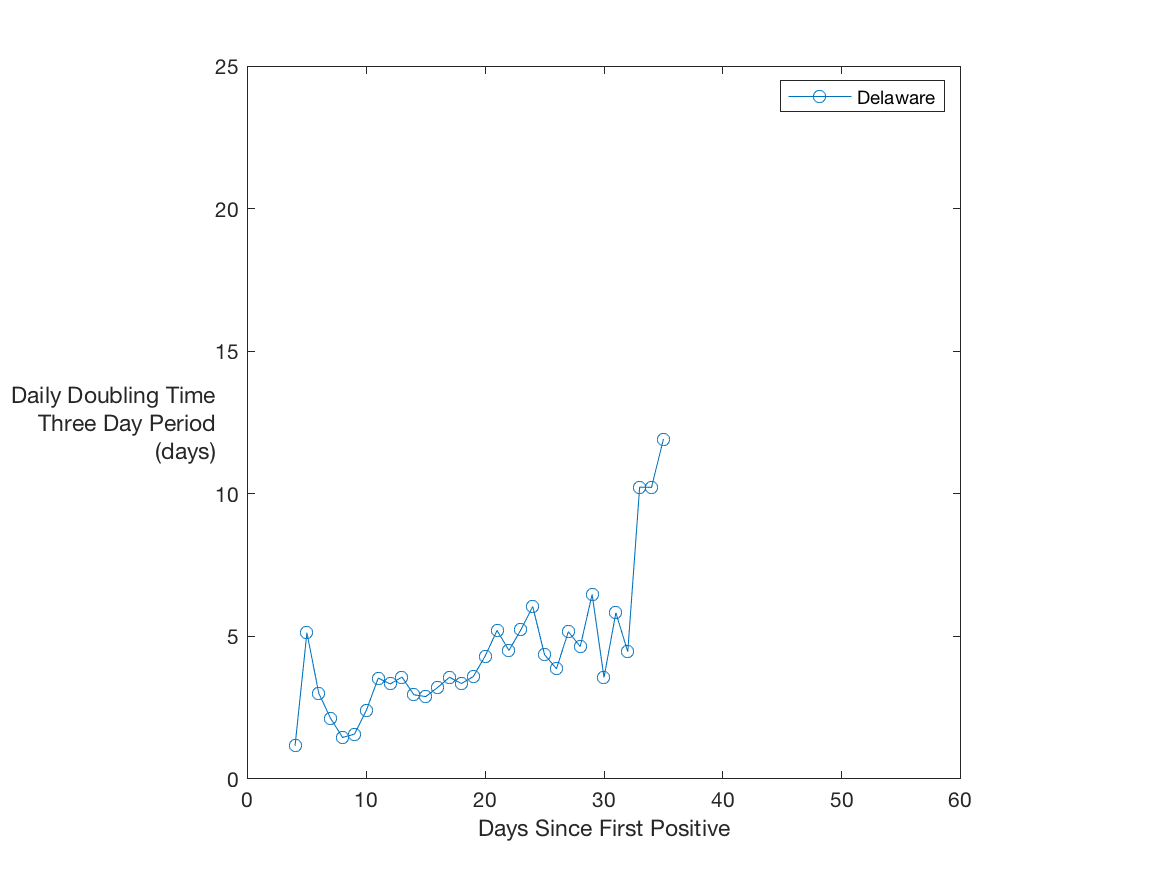 25
Delaware
20
15
Daily Doubling Time
Three Day Period
(days)
10
5
0
0 10 20 30 40 50 60
Days Since First Positive